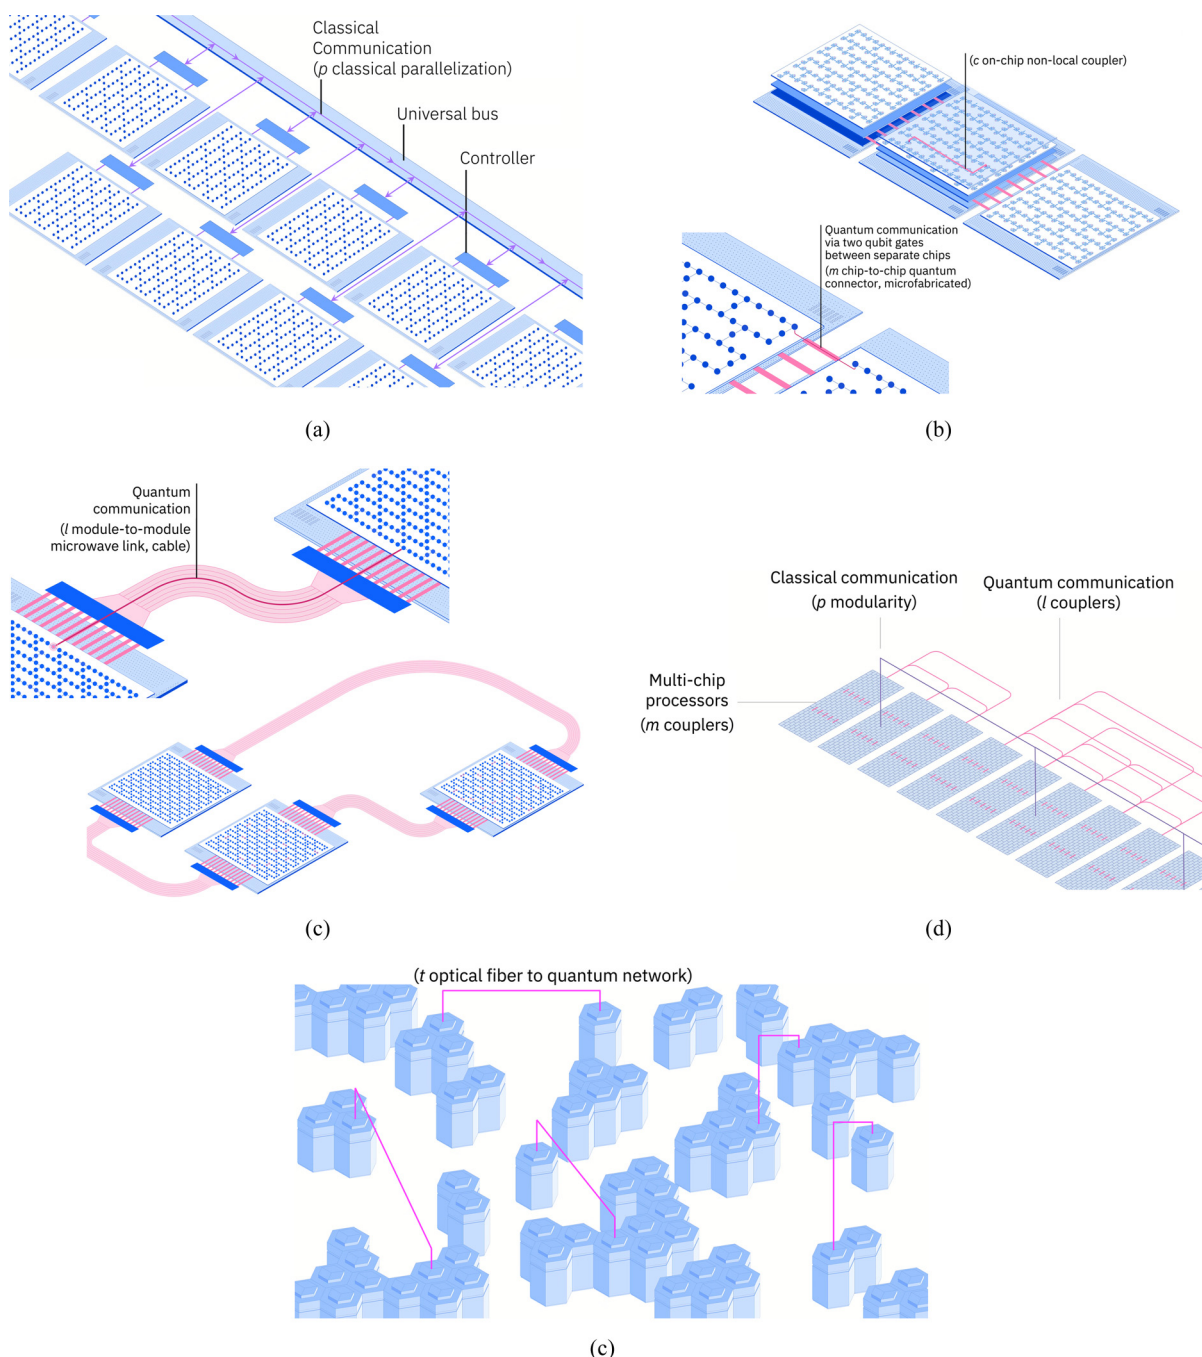 Classical
Communication
(p classical parallelization)
Universal bus
Controller
(a)
(c on-chip non-local coupler)
Quantum communication
via two qubit gates
between separate chips
(m chip-to-chip quantum
connector, microfabricated)
(b)
Quantum
communication
(l module-to-module
microwave link, cable)
(c)
Classical communication
(p modularity)
Quantum communication
(l couplers)
Multi-chip
processors
(m couplers)
(d)
(t optical fiber to quantum network)
(c)